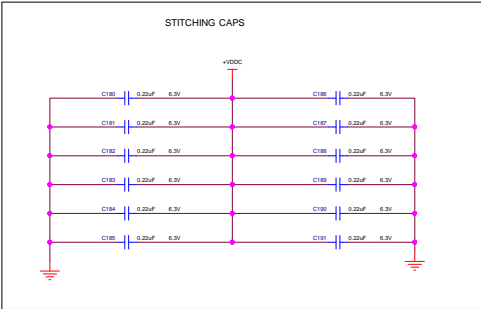 STITCHING CAPS
+VDDC
C180 0.22uF 6.3V C186 0.22uF 6.3V
C181 0.22uF 6.3V C187 0.22uF 6.3V
C182 0.22uF 6.3V C188 0.22uF 6.3V
C183 0.22uF 6.3V C189 0.22uF 6.3V
C184 0.22uF 6.3V C190 0.22uF 6.3V
C185 0.22uF 6.3V C191 0.22uF 6.3V